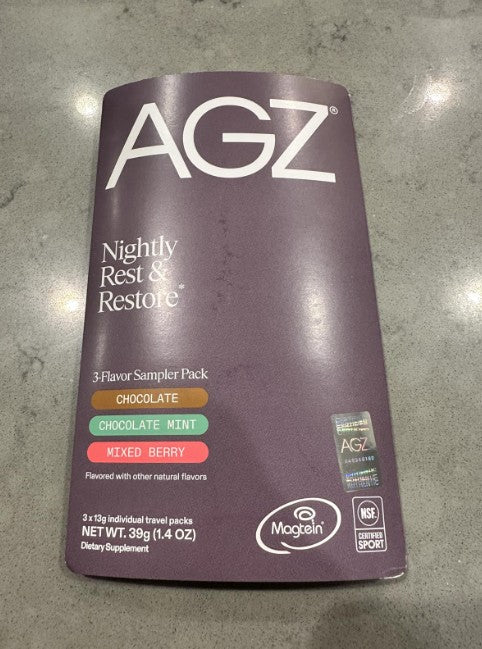 AGZ®
Nightly
Rest &
Restore*
3-Flavor Sampler Pack
CHOCOLATE
CHOCOLATE MINT
MIXED BERRY
Flavored with other natural flavors
AGZ
3 x 13g individual travel packs
NET WT. 39g (1.4 OZ)
Dietary Supplement
Magtein®
NSF.
CERTIFIED
SPORT